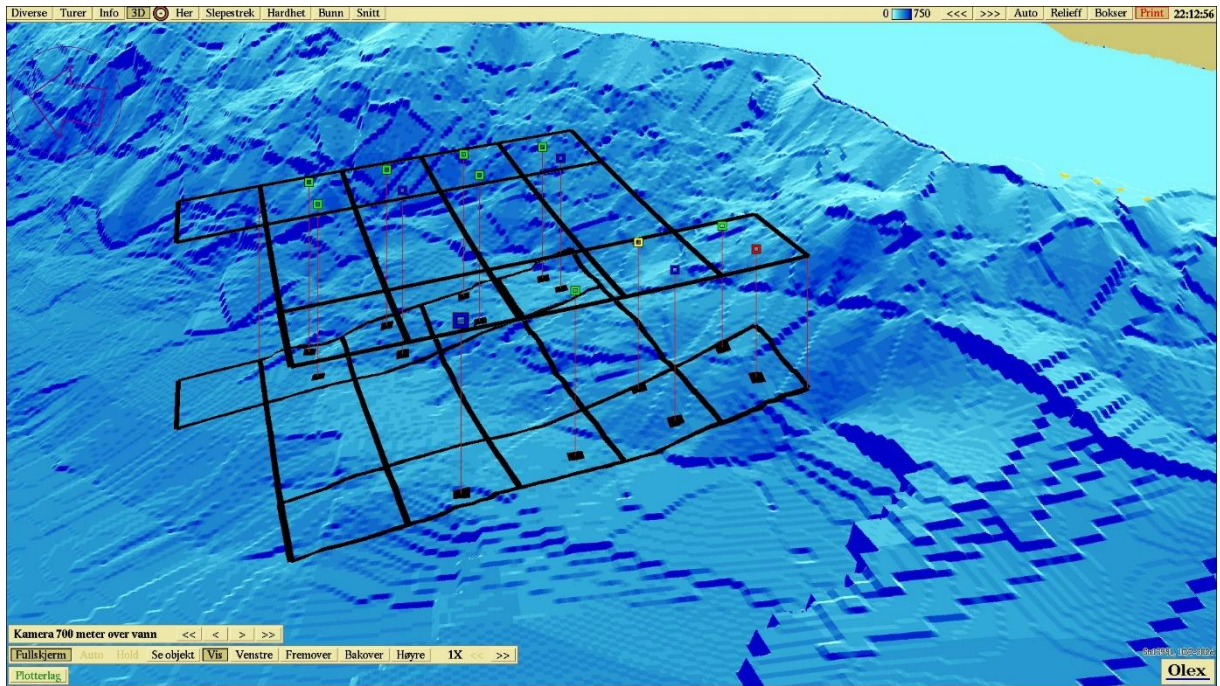 Diverse Turer Info 3D Her Slepestrek Hardhet Bunn Snitt 0 750 <<< >>> Auto Relieff Bokser Print 22:12:56
Kamera 700 meter over vann << < > >>
Fullskjerm Auto Hold Se objekt Vis Venstre Fremover Bakover Høyre 1X << >>
Plotterlag
Olex